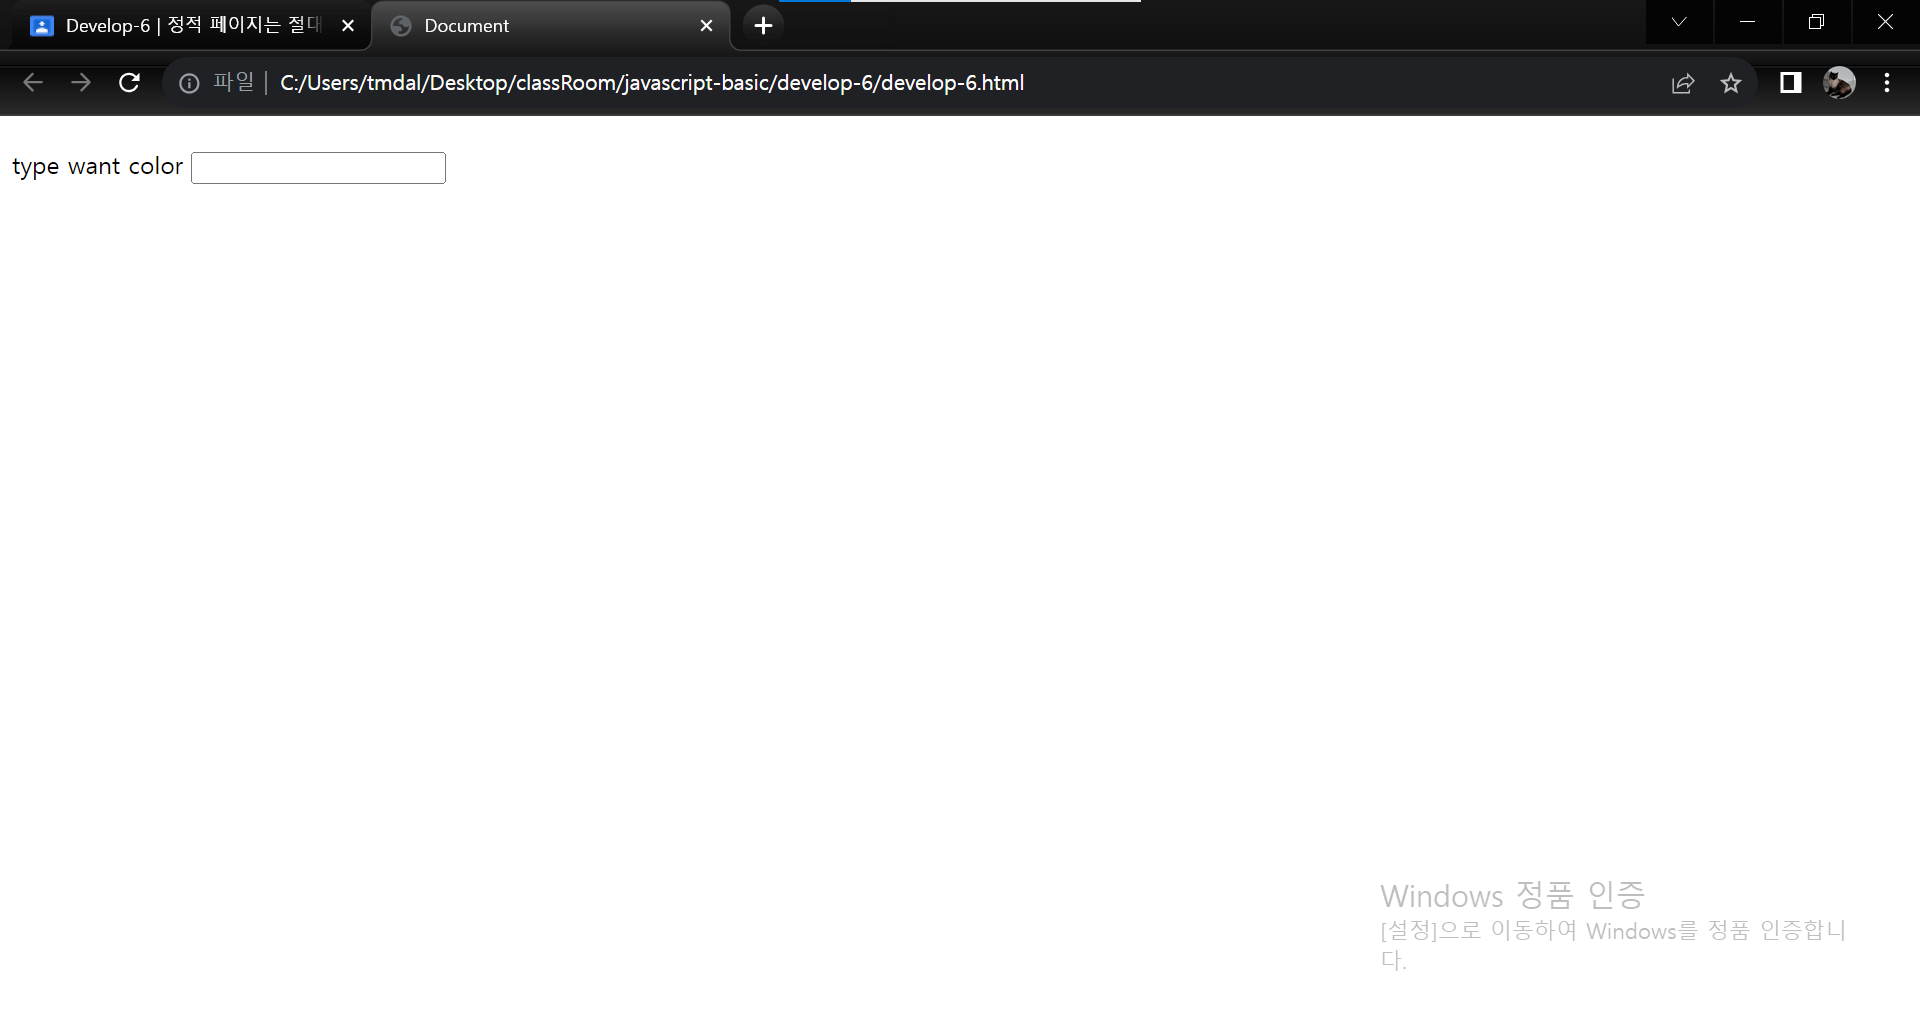 Develop-6 | 정적 페이지는 절대
Document
파일 | C:/Users/tmdal/Desktop/classRoom/javascript-basic/develop-6/develop-6.html
type want color
Windows 정품 인증
[설정]으로 이동하여 Windows를 정품 인증합니
다.